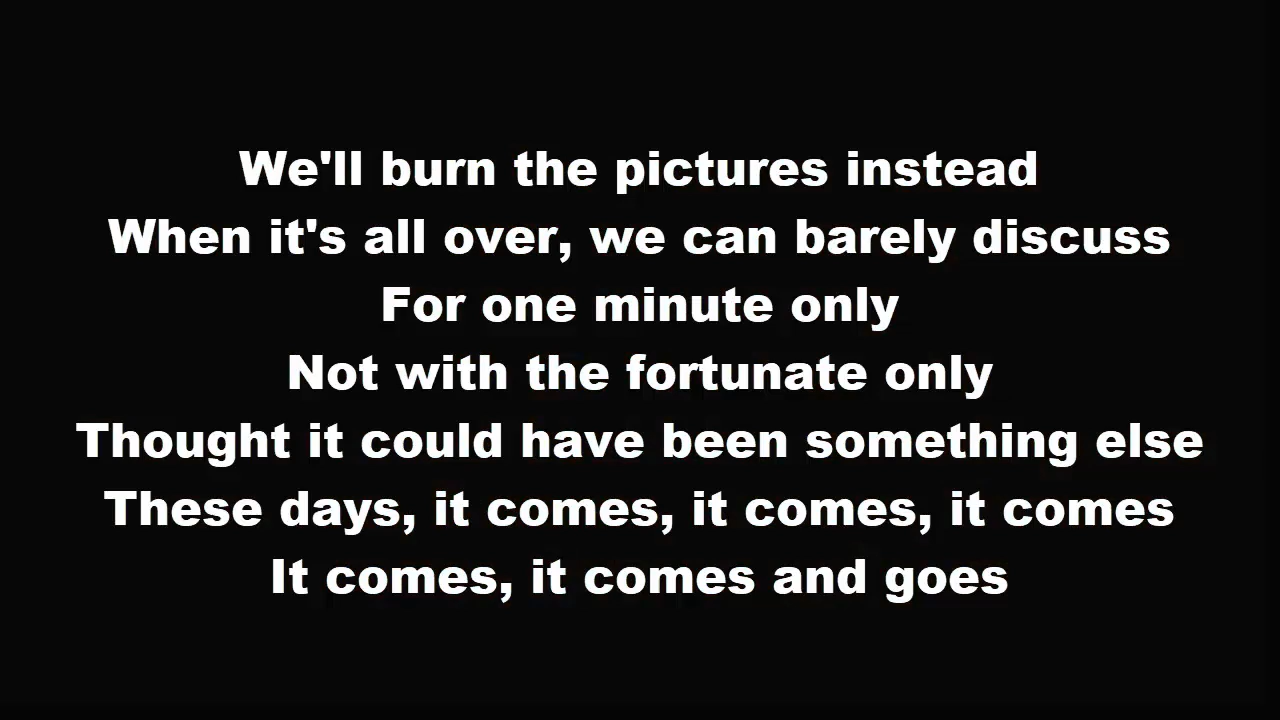 We'll burn the pictures instead
When it's all over, we can barely discuss
For one minute only
Not with the fortunate only
Thought it could have been something else
These days, it comes, it comes, it comes
It comes, it comes and goes